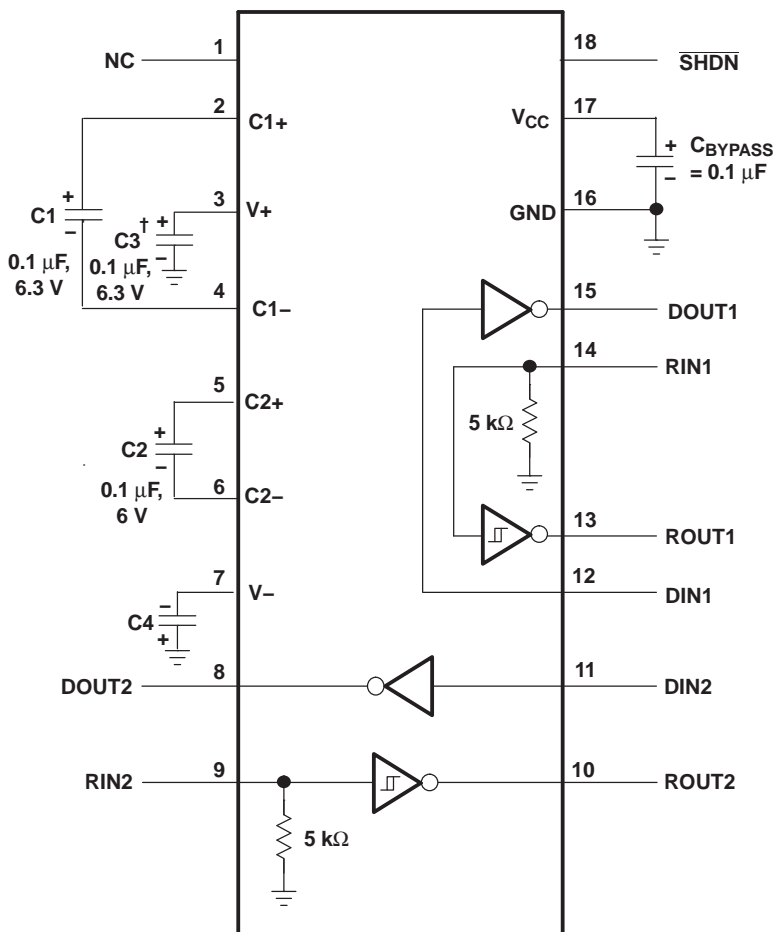 1
NC
18
SHDN
2
C1+
17
VCC
+
CBYPASS
= 0.1 μF
–
+
C1
–
0.1 μF,
6.3 V
3
V+
†
+
C3
–
0.1 μF,
6.3 V
16
GND
4
C1–
15
DOUT1
14
RIN1
5 kΩ
5
C2+
+
C2
–
0.1 μF,
6 V
6
C2–
13
ROUT1
12
DIN1
7
V–
–
C4
+
8
DOUT2
11
DIN2
9
RIN2
10
ROUT2
5 kΩ